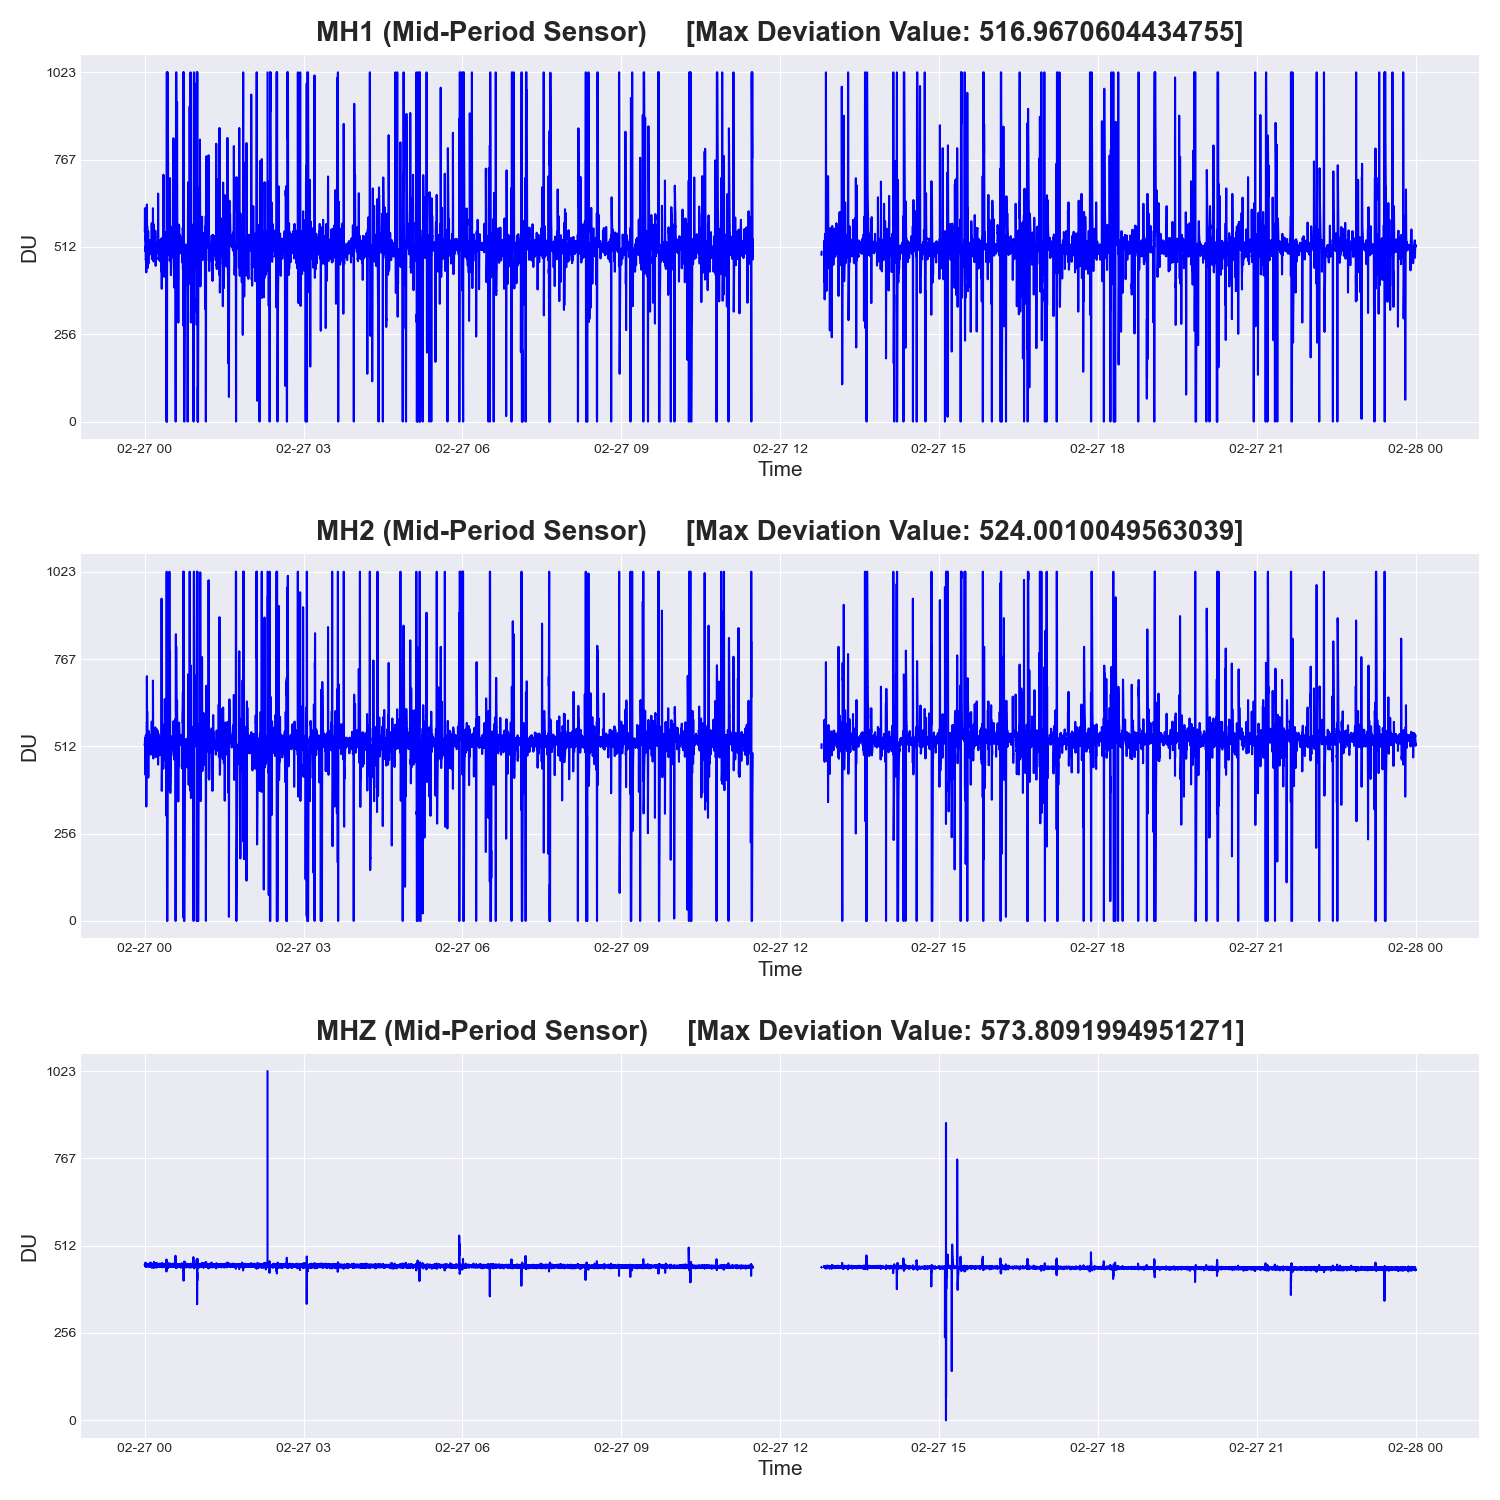 MH1 (Mid-Period Sensor) [Max Deviation Value: 516.9670604434755]
1023
767
512
256
0
DU
02-27 00 02-27 03 02-27 06 02-27 09 02-27 12 02-27 15 02-27 18 02-27 21 02-28 00
Time
MH2 (Mid-Period Sensor) [Max Deviation Value: 524.0010049563039]
1023
767
512
256
0
DU
02-27 00 02-27 03 02-27 06 02-27 09 02-27 12 02-27 15 02-27 18 02-27 21 02-28 00
Time
MHZ (Mid-Period Sensor) [Max Deviation Value: 573.8091994951271]
1023
767
512
256
0
DU
02-27 00 02-27 03 02-27 06 02-27 09 02-27 12 02-27 15 02-27 18 02-27 21 02-28 00
Time